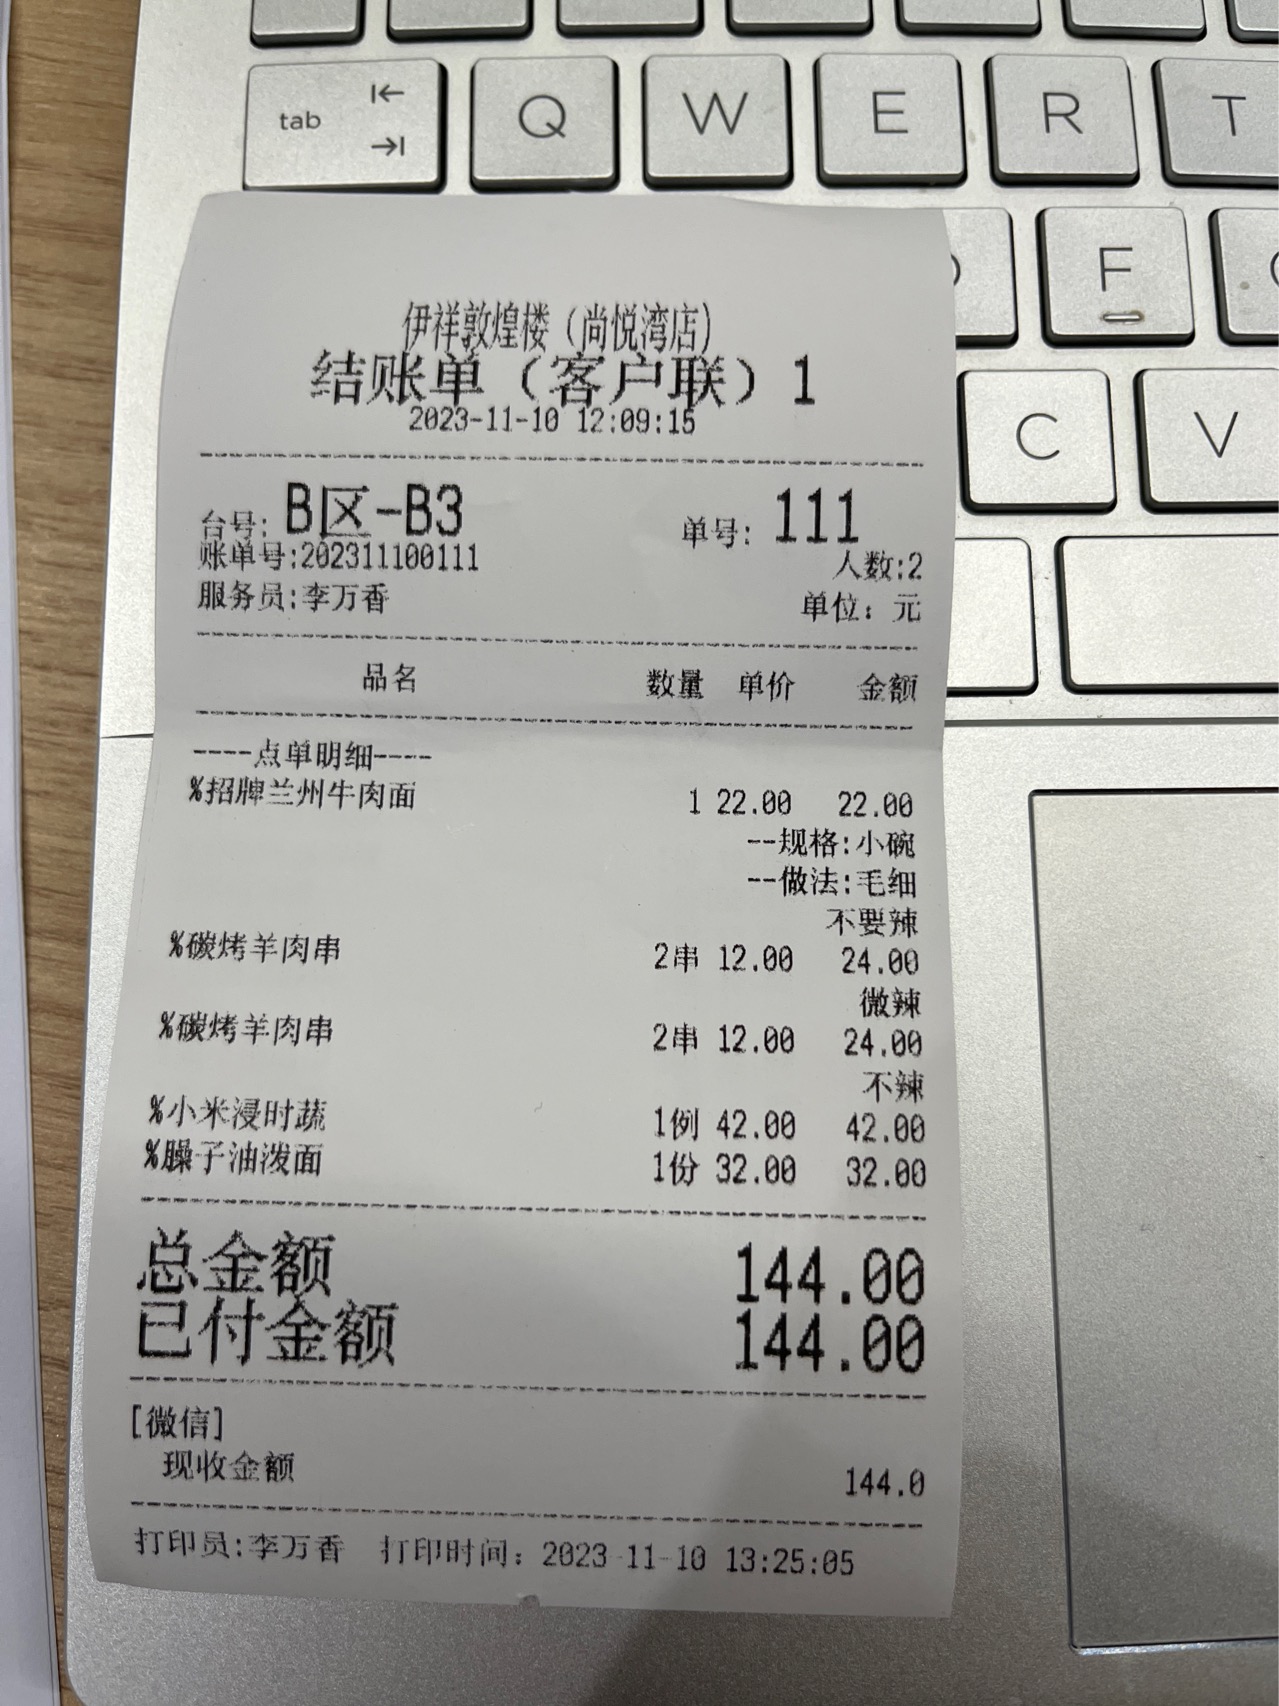 tab
Q
W
E
R
T
F
C
V
伊祥敦煌楼（尚悦湾店）
结账单（客户联）1
2023-11-10 12:09:15
台号: B区-B3 单号: 111
账单号:202311100111 人数:2
服务员:李万香 单位: 元
品名 数量 单价 金额
----点单明细----
%招牌兰州牛肉面 1 22.00 22.00
--规格:小碗
--做法:毛细
不要辣
%碳烤羊肉串 2串 12.00 24.00
微辣
%碳烤羊肉串 2串 12.00 24.00
不辣
%小米浸时蔬 1例 42.00 42.00
%臊子油泼面 1份 32.00 32.00
总金额 144.00
已付金额 144.00
[微信]
现收金额 144.0
打印员:李万香 打印时间: 2023-11-10 13:25:05